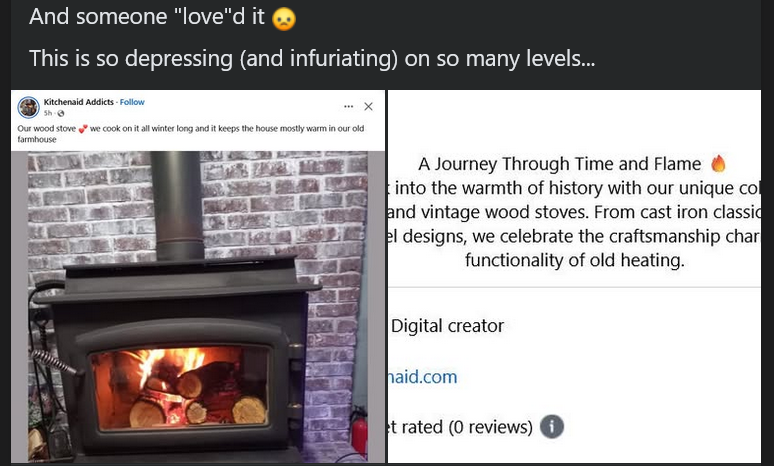 And someone "love"d it 😞
This is so depressing (and infuriating) on so many levels...
Kitchenaid Addicts · Follow
5h ·
Our wood stove 💕 we cook on it all winter long and it keeps the house mostly warm in our old
farmhouse
A Journey Through Time and Flame 🔥
into the warmth of history with our unique col
and vintage wood stoves. From cast iron classic
el designs, we celebrate the craftsmanship char
functionality of old heating.
Digital creator
naid.com
et rated (0 reviews)